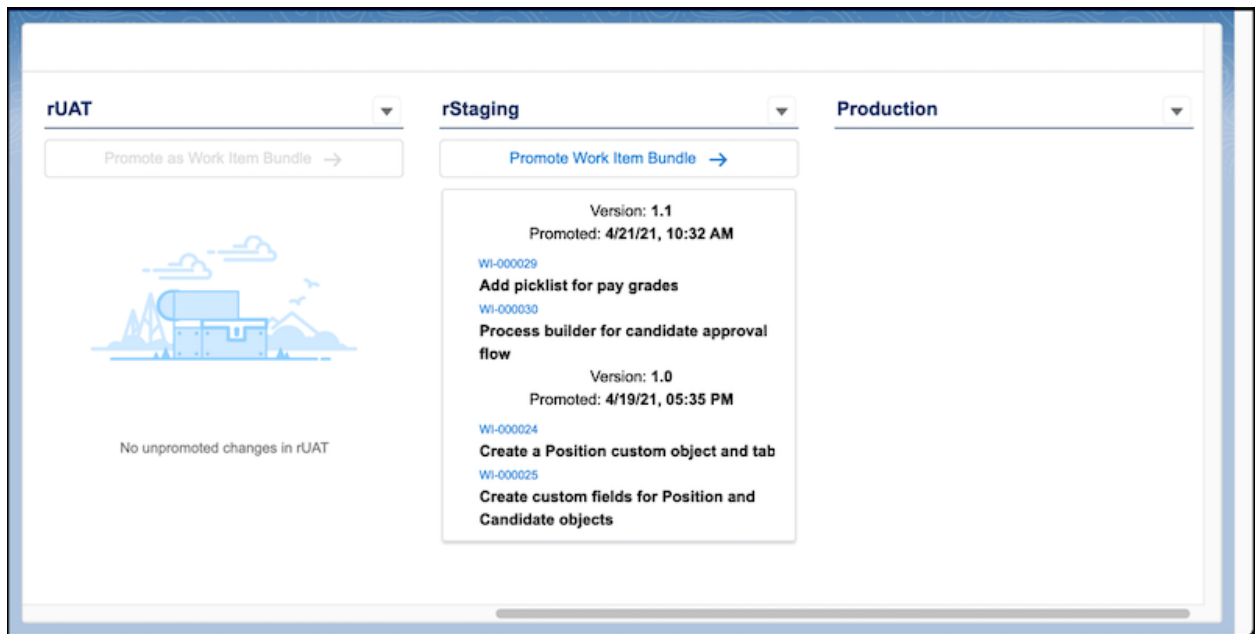 rUAT
Promote as Work Item Bundle →
No unpromoted changes in rUAT
rStaging
Promote Work Item Bundle →
Version: 1.1
Promoted: 4/21/21, 10:32 AM
WI-000029
Add picklist for pay grades
WI-000030
Process builder for candidate approval
flow
Version: 1.0
Promoted: 4/19/21, 05:35 PM
WI-000024
Create a Position custom object and tab
WI-000025
Create custom fields for Position and
Candidate objects
Production